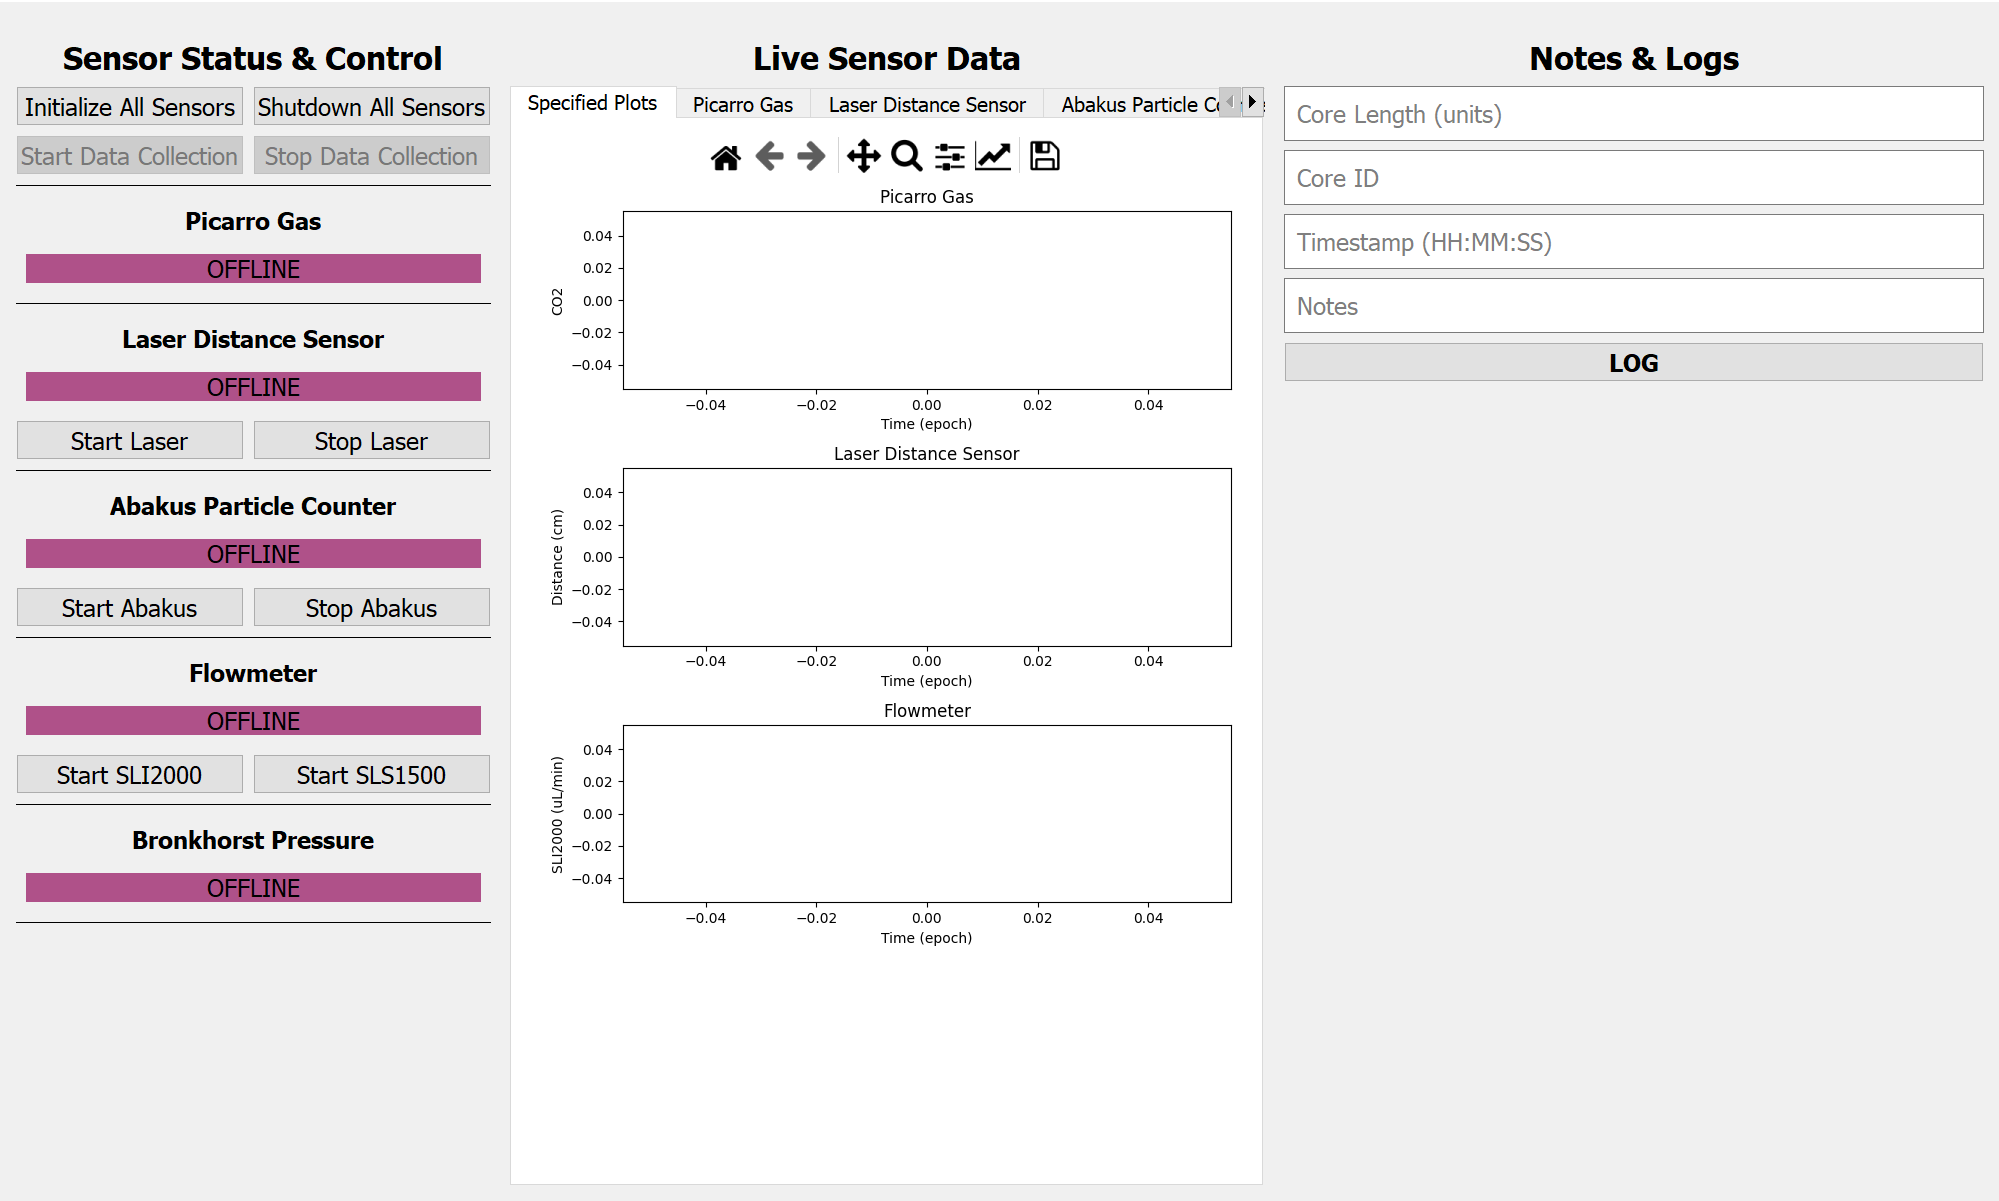 Sensor Status & Control
Initialize All Sensors
Shutdown All Sensors
Start Data Collection
Stop Data Collection
Picarro Gas
OFFLINE
Laser Distance Sensor
OFFLINE
Start Laser
Stop Laser
Abakus Particle Counter
OFFLINE
Start Abakus
Stop Abakus
Flowmeter
OFFLINE
Start SLI2000
Start SLS1500
Bronkhorst Pressure
OFFLINE
Live Sensor Data
Specified Plots
Picarro Gas
Laser Distance Sensor
Abakus Particle
Picarro Gas
CO2
0.04
0.02
0.00
−0.02
−0.04
−0.04
−0.02
0.00
0.02
0.04
Time (epoch)
Laser Distance Sensor
Distance (cm)
0.04
0.02
0.00
−0.02
−0.04
−0.04
−0.02
0.00
0.02
0.04
Time (epoch)
Flowmeter
SLI2000 (uL/min)
0.04
0.02
0.00
−0.02
−0.04
−0.04
−0.02
0.00
0.02
0.04
Time (epoch)
Notes & Logs
Core Length (units)
Core ID
Timestamp (HH:MM:SS)
Notes
LOG